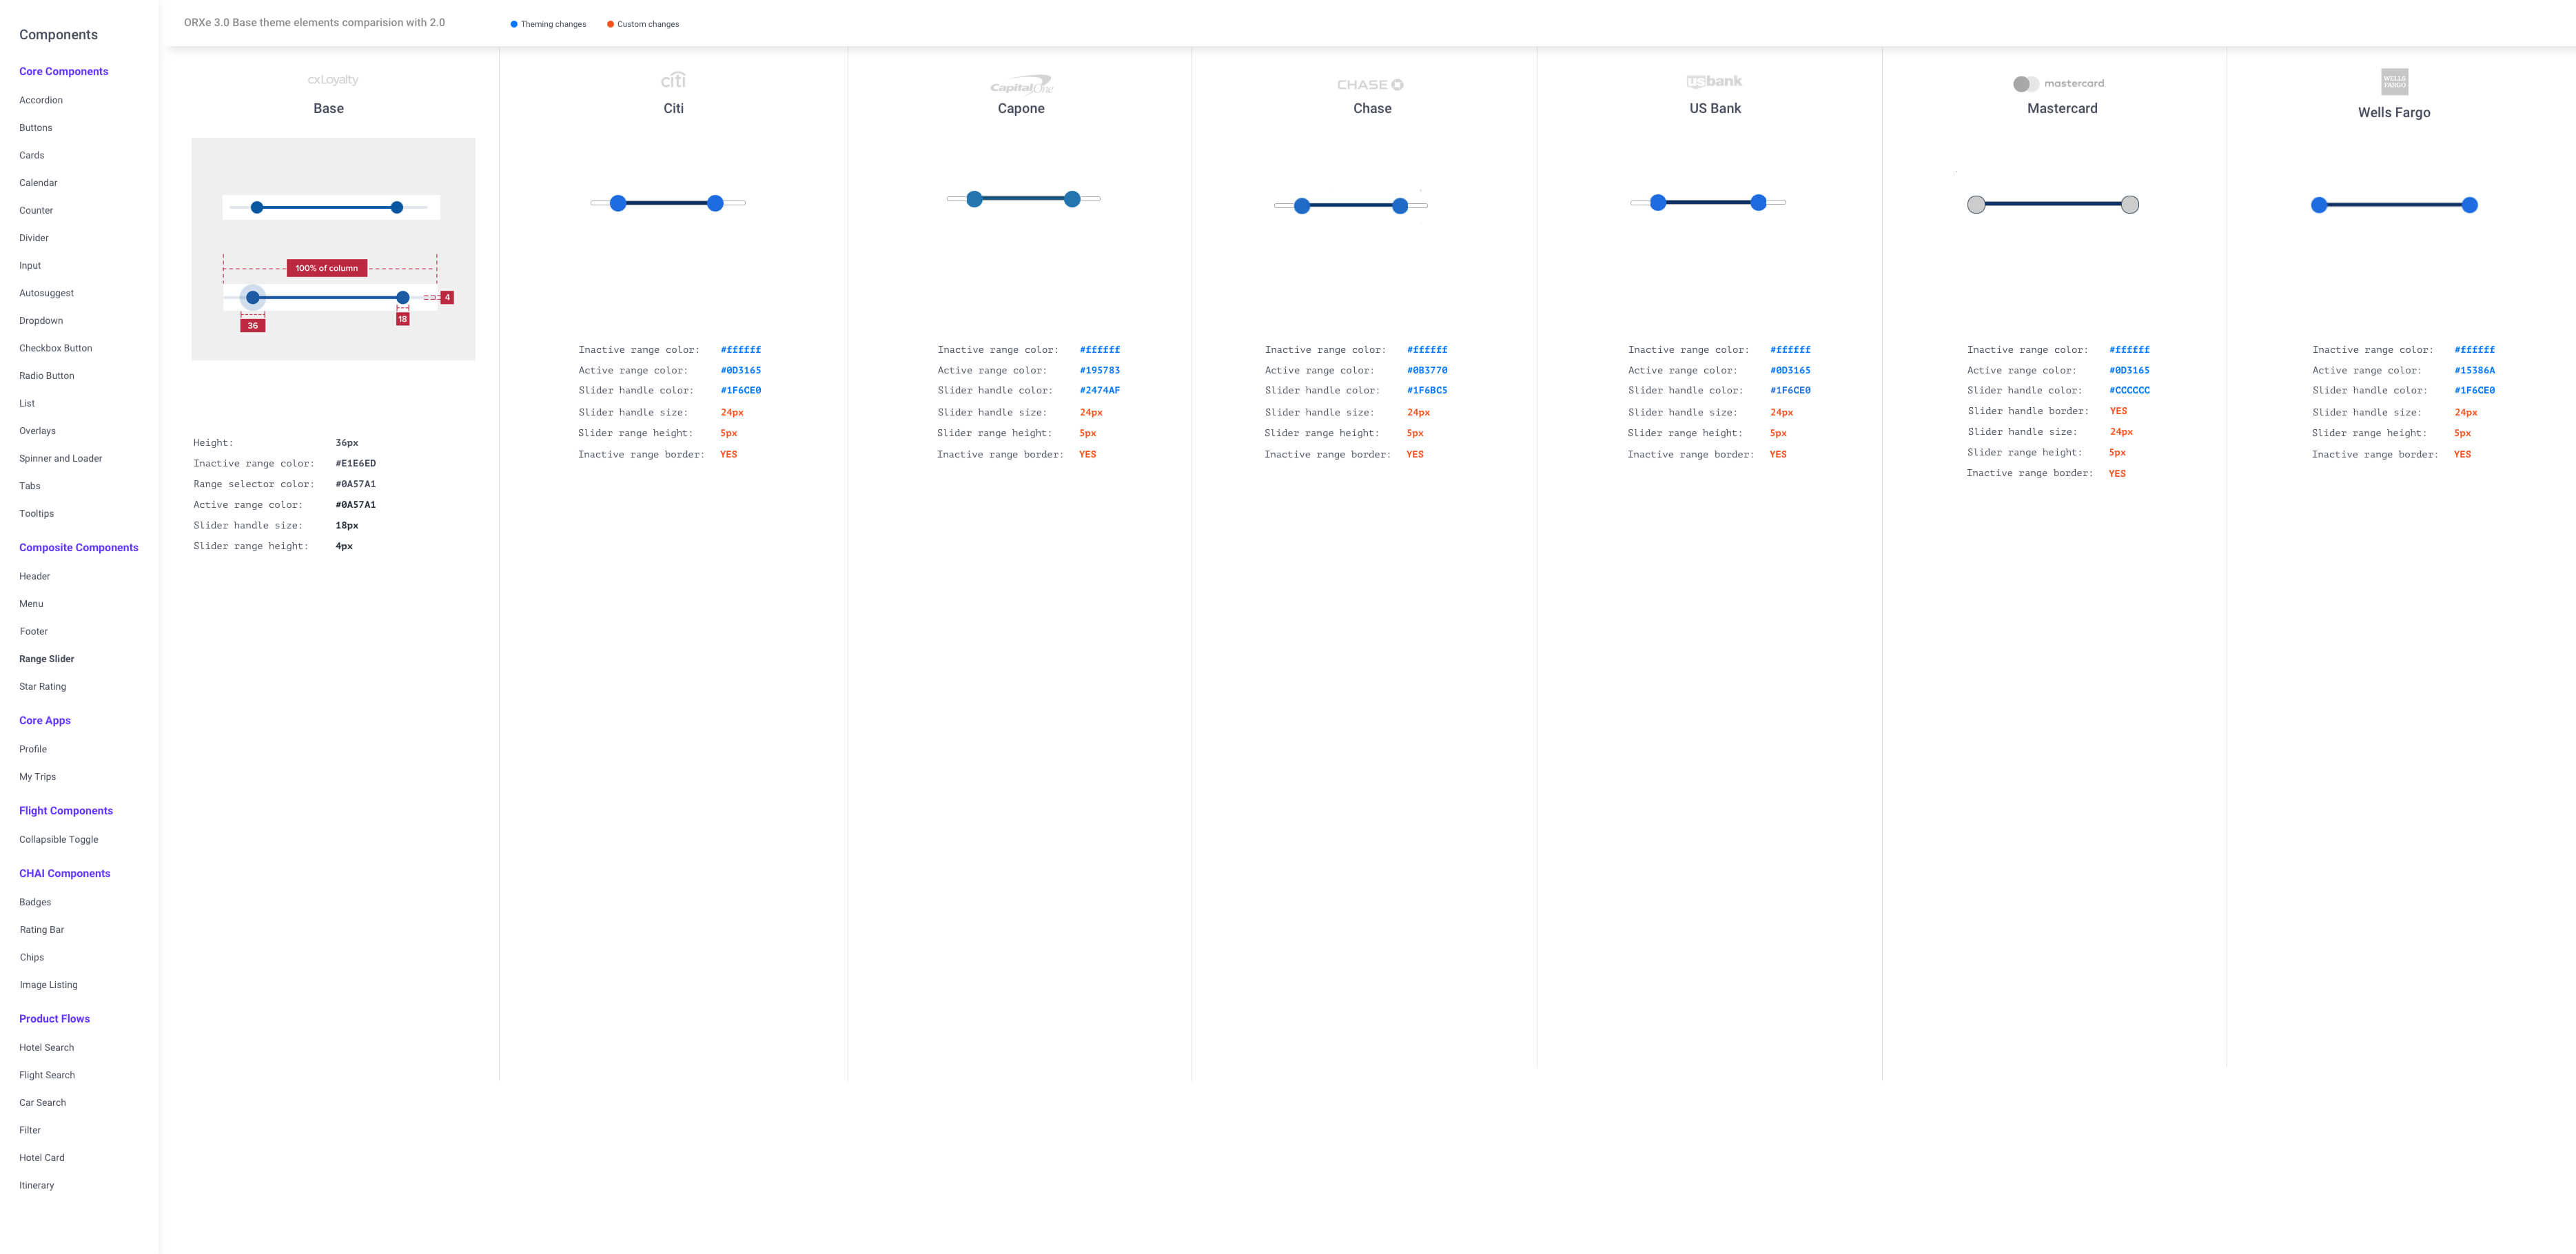 Components
Core Components
Accordion
Buttons
Cards
Calendar
Counter
Divider
Input
Autosuggest
Dropdown
Checkbox Button
Radio Button
List
Overlays
Spinner and Loader
Tabs
Tooltips
Composite Components
Header
Menu
Footer
Range Slider
Star Rating
Core Apps
Profile
My Trips
Flight Components
Collapsible Toggle
CHAI Components
Badges
Rating Bar
Chips
Image Listing
Product Flows
Hotel Search
Flight Search
Car Search
Filter
Hotel Card
Itinerary
ORXe 3.0 Base theme elements comparision with 2.0
Theming changes
Custom changes
cxLoyalty
Base
100% of column
4
36
18
Height: 36px
Inactive range color: #E1E6ED
Range selector color: #0A57A1
Active range color: #0A57A1
Slider handle size: 18px
Slider range height: 4px
citi
Citi
Inactive range color: #ffffff
Active range color: #0D3165
Slider handle color: #1F6CE0
Slider handle size: 24px
Slider range height: 5px
Inactive range border: YES
Capital One
Capone
Inactive range color: #ffffff
Active range color: #195783
Slider handle color: #2474AF
Slider handle size: 24px
Slider range height: 5px
Inactive range border: YES
CHASE
Chase
Inactive range color: #ffffff
Active range color: #0B3770
Slider handle color: #1F6BC5
Slider handle size: 24px
Slider range height: 5px
Inactive range border: YES
usbank
US Bank
Inactive range color: #ffffff
Active range color: #0D3165
Slider handle color: #1F6CE0
Slider handle size: 24px
Slider range height: 5px
Inactive range border: YES
mastercard
Mastercard
Inactive range color: #ffffff
Active range color: #0D3165
Slider handle color: #CCCCCC
Slider handle border: YES
Slider handle size: 24px
Slider range height: 5px
Inactive range border: YES
WELLS
FARGO
Wells Fargo
Inactive range color: #ffffff
Active range color: #15386A
Slider handle color: #1F6CE0
Slider handle size: 24px
Slider range height: 5px
Inactive range border: YES